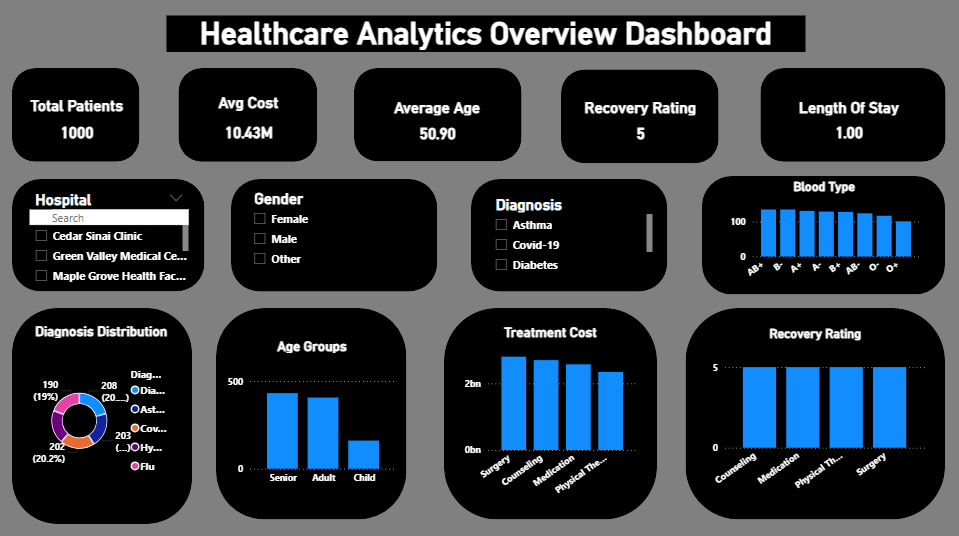 Healthcare Analytics Overview Dashboard
Total Patients
1000
Avg Cost
10.43M
Average Age
50.90
Recovery Rating
5
Length Of Stay
1.00
Hospital
Search
Cedar Sinai Clinic
Green Valley Medical Ce...
Maple Grove Health Fac...
Gender
Female
Male
Other
Diagnosis
Asthma
Covid-19
Diabetes
Blood Type
100
0
AB+
B-
A+
A-
B+
AB-
O-
O+
Diagnosis Distribution
190
(19%)
208
(20....)
203
(...)
202
(20.2%)
Diag...
Dia...
Ast...
Cov...
Hy...
Flu
Age Groups
500
0
Senior
Adult
Child
Treatment Cost
2bn
0bn
Surgery
Counseling
Medication
Physical The...
Recovery Rating
5
0
Counseling
Medication
Physical Th...
Surgery